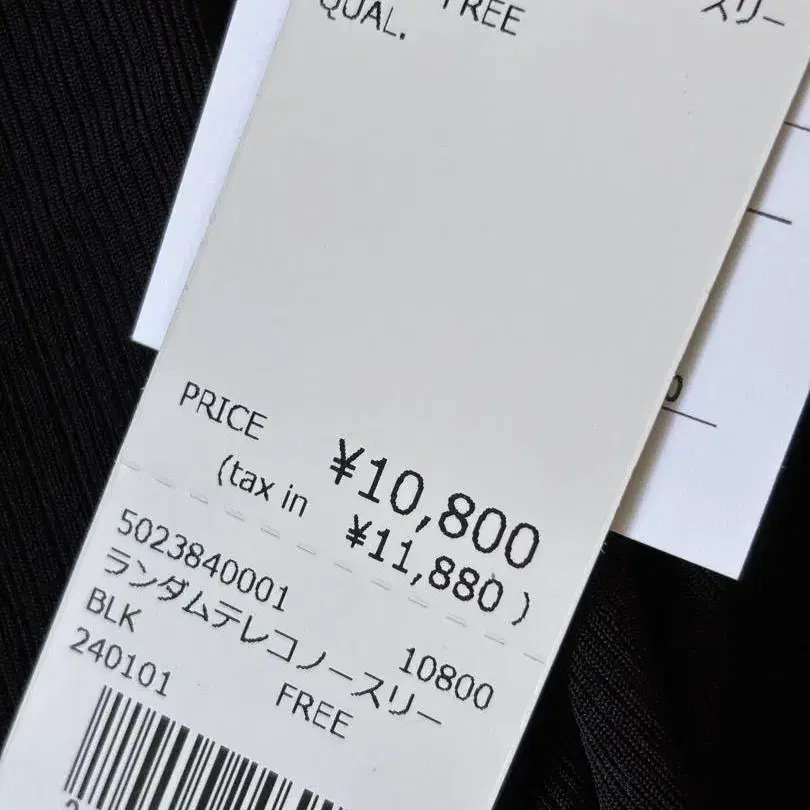 FREE
スリー
QUAL.
PRICE
¥10,800
(tax in ¥11,880 )
5023840001
ランダムテレコノースリー
BLK
10800
240101
FREE